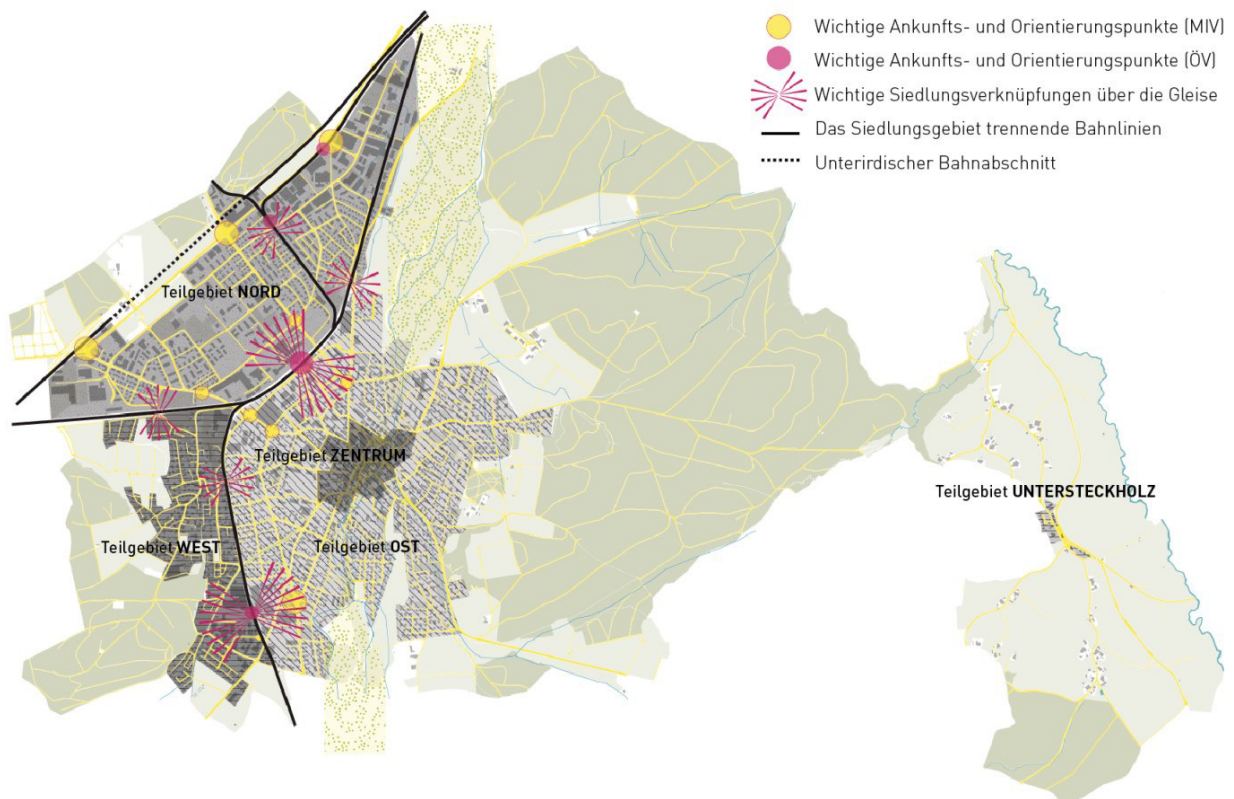 Wichtige Ankunfts- und Orientierungspunkte (MIV)
Wichtige Ankunfts- und Orientierungspunkte (ÖV)
Wichtige Siedlungsverknüpfungen über die Gleise
Das Siedlungsgebiet trennende Bahnlinien
Unterirdischer Bahnabschnitt
Teilgebiet NORD
Teilgebiet ZENTRUM
Teilgebiet UNTERSTECKHOLZ
Teilgebiet WEST
Teilgebiet OST